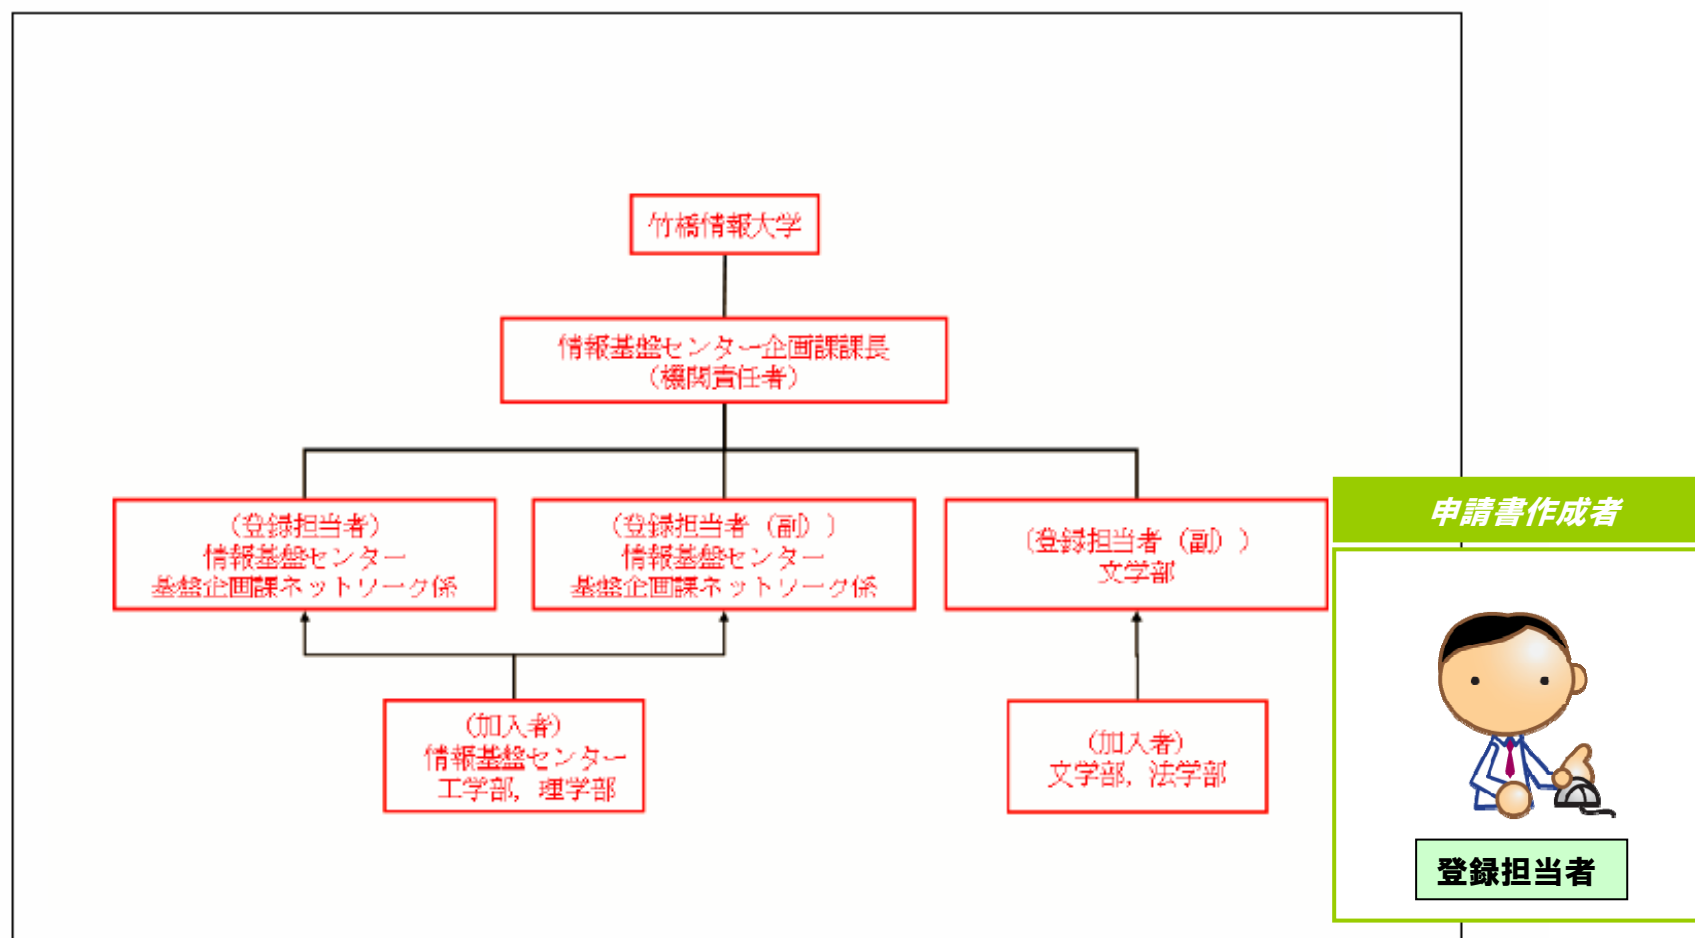 竹橋情報大学
情報基盤センター企画課課長
（機関責任者）
（登録担当者）
情報基盤センター
基盤企画課ネットワーク係
（登録担当者（副））
情報基盤センター
基盤企画課ネットワーク係
（登録担当者（副））
文学部
申請書作成者
（加入者）
情報基盤センター
工学部，理学部
（加入者）
文学部，法学部
登録担当者